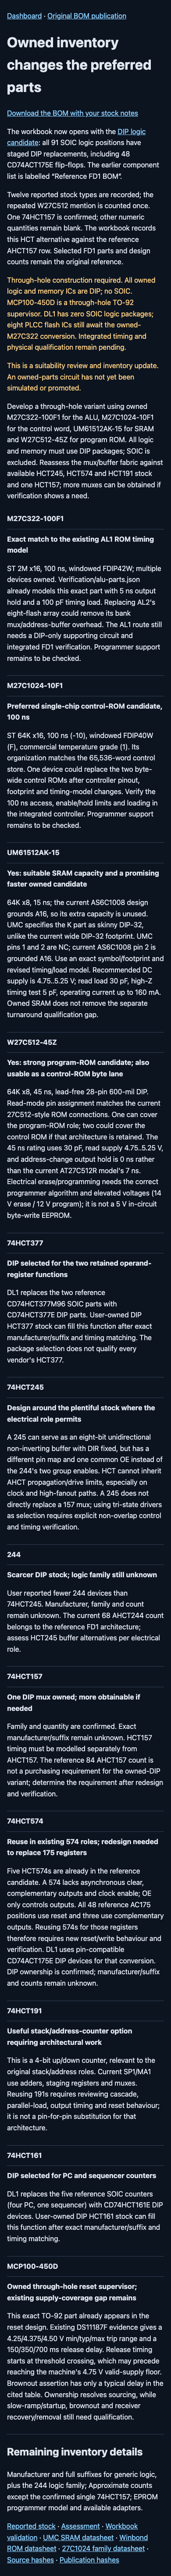 Dashboard · Original BOM publication
Owned inventory
changes the preferred
parts
Download the BOM with your stock notes
The workbook now opens with the DIP logic
candidate: all 91 SOIC logic positions have
staged DIP replacements, including 48
CD74ACT175E flip-flops. The earlier component
list is labelled “Reference FD1 BOM”.
Twelve reported stock types are recorded; the
repeated W27C512 mention is counted once.
One 74HCT157 is confirmed; other numeric
quantities remain blank. The workbook records
this HCT alternative against the reference
AHCT157 row. Selected FD1 parts and design
counts remain the original reference.
Through-hole construction required. All owned
logic and memory ICs are DIP; no SOIC.
MCP100-450D is a through-hole TO-92
supervisor. DL1 has zero SOIC logic packages;
eight PLCC flash ICs still await the owned-
M27C322 conversion. Integrated timing and
physical qualification remain pending.
This is a suitability review and inventory update.
An owned-parts circuit has not yet been
simulated or promoted.
Develop a through-hole variant using owned
M27C322-100F1 for the ALU, M27C1024-10F1
for the control word, UM61512AK-15 for SRAM
and W27C512-45Z for program ROM. All logic
and memory must use DIP packages; SOIC is
excluded. Reassess the mux/buffer fabric against
available HCT245, HCT574 and HCT191 stock
and one HCT157; more muxes can be obtained if
verification shows a need.
M27C322-100F1
Exact match to the existing AL1 ROM timing
model
ST 2M x16, 100 ns, windowed FDIP42W; multiple
devices owned. Verification/alu-parts.json
already models this exact part with 5 ns output
hold and a 100 pF timing load. Replacing AL2's
eight-flash array could remove its bank
mux/address-buffer overhead. The AL1 route still
needs a DIP-only supporting circuit and
integrated FD1 verification. Programmer support
remains to be checked.
M27C1024-10F1
Preferred single-chip control-ROM candidate,
100 ns
ST 64K x16, 100 ns (-10), windowed FDIP40W
(F), commercial temperature grade (1). Its
organization matches the 65,536-word control
store. One device could replace the two byte-
wide control ROMs after controller pinout,
footprint and timing-model changes. Verify the
100 ns access, enable/hold limits and loading in
the integrated controller. Programmer support
remains to be checked.
UM61512AK-15
Yes: suitable SRAM capacity and a promising
faster owned candidate
64K x8, 15 ns; the current AS6C1008 design
grounds A16, so its extra capacity is unused.
UMC specifies the K part as skinny DIP-32,
unlike the current wide DIP-32 footprint. UMC
pins 1 and 2 are NC; current AS6C1008 pin 2 is
grounded A16. Use an exact symbol/footprint and
revised timing/load model. Recommended DC
supply is 4.75..5.25 V; read load 30 pF, high-Z
timing test 5 pF, operating current up to 160 mA.
Owned SRAM does not remove the separate
turnaround qualification gap.
W27C512-45Z
Yes: strong program-ROM candidate; also
usable as a control-ROM byte lane
64K x8, 45 ns, lead-free 28-pin 600-mil DIP.
Read-mode pin assignment matches the current
27C512-style ROM connections. One can cover
the program-ROM role; two could cover the
control ROM if that architecture is retained. The
45 ns rating uses 30 pF, read supply 4.75..5.25 V,
and address-change output hold is 0 ns rather
than the current AT27C512R model's 7 ns.
Electrical erase/programming needs the correct
programmer algorithm and elevated voltages (14
V erase / 12 V program); it is not a 5 V in-circuit
byte-write EEPROM.
74HCT377
DIP selected for the two retained operand-
register functions
DL1 replaces the two reference
CD74HCT377M96 SOIC parts with
CD74HCT377E DIP parts. User-owned DIP
HCT377 stock can fill this function after exact
manufacturer/suffix and timing matching. The
package selection does not qualify every
vendor's HCT377.
74HCT245
Design around the plentiful stock where the
electrical role permits
A 245 can serve as an eight-bit unidirectional
non-inverting buffer with DIR fixed, but has a
different pin map and one common OE instead of
the 244's two group enables. HCT cannot inherit
AHCT propagation/drive limits, especially on
clock and high-fanout paths. A 245 does not
directly replace a 157 mux; using tri-state drivers
as selection requires explicit non-overlap control
and timing verification.
244
Scarcer DIP stock; logic family still unknown
User reported fewer 244 devices than
74HCT245. Manufacturer, family and count
remain unknown. The current 68 AHCT244 count
belongs to the reference FD1 architecture;
assess HCT245 buffer alternatives per electrical
role.
74HCT157
One DIP mux owned; more obtainable if
needed
Family and quantity are confirmed. Exact
manufacturer/suffix remain unknown. HCT157
timing must be modelled separately from
AHCT157. The reference 84 AHCT157 count is
not a purchasing requirement for the owned-DIP
variant; determine the requirement after redesign
and verification.
74HCT574
Reuse in existing 574 roles; redesign needed
to replace 175 registers
Five HCT574s are already in the reference
candidate. A 574 lacks asynchronous clear,
complementary outputs and clock enable; OE
only controls outputs. All 48 reference AC175
positions use reset and three use complementary
outputs. Reusing 574s for those registers
therefore requires new reset/write behaviour and
verification. DL1 uses pin-compatible
CD74ACT175E DIP devices for that conversion.
DIP ownership is confirmed; manufacturer/suffix
and counts remain unknown.
74HCT191
Useful stack/address-counter option
requiring architectural work
This is a 4-bit up/down counter, relevant to the
original stack/address roles. Current SP1/MA1
use adders, staging registers and muxes.
Reusing 191s requires reviewing cascade,
parallel-load, output timing and reset behaviour;
it is not a pin-for-pin substitution for that
architecture.
74HCT161
DIP selected for PC and sequencer counters
DL1 replaces the five reference SOIC counters
(four PC, one sequencer) with CD74HCT161E DIP
devices. User-owned DIP HCT161 stock can fill
this function after exact manufacturer/suffix and
timing matching.
MCP100-450D
Owned through-hole reset supervisor;
existing supply-coverage gap remains
This exact TO-92 part already appears in the
reset design. Existing DS11187F evidence gives a
4.25/4.375/4.50 V min/typ/max trip range and a
150/350/700 ms release delay. Release timing
starts at threshold crossing, which may precede
reaching the machine's 4.75 V valid-supply floor.
Brownout assertion has only a typical delay in the
cited table. Ownership resolves sourcing, while
slow-ramp/startup, brownout and receiver
recovery/removal still need qualification.
Remaining inventory details
Manufacturer and full suffixes for generic logic,
plus the 244 logic family; Approximate counts
except the confirmed single 74HCT157; EPROM
programmer model and available adapters.
Reported stock · Assessment · Workbook
validation · UMC SRAM datasheet · Winbond
ROM datasheet · 27C1024 family datasheet ·
Source hashes · Publication hashes